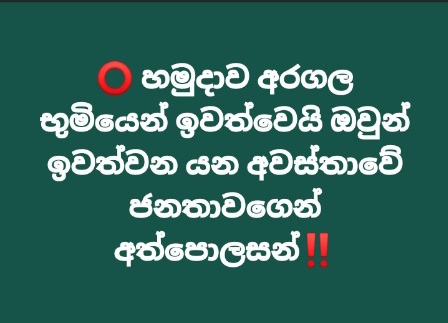 ⭕ හමුදාව අරගල
භුමියෙන් ඉවත්වෙයි ඔවුන්
ඉවත්වන යන අවස්තාවේ
ජනතාවගෙන්
අත්පොලසන්‼️